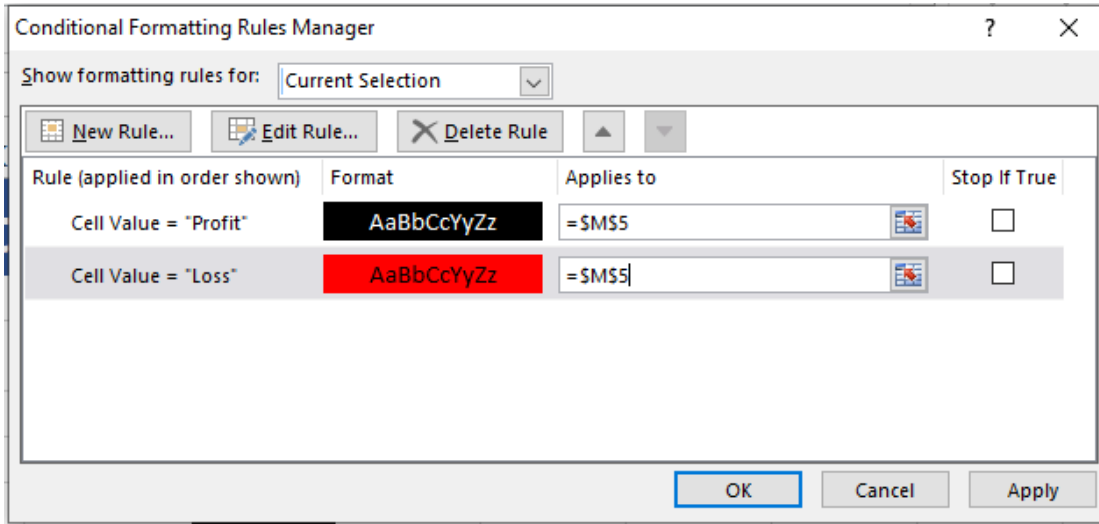 Conditional Formatting Rules Manager ? ×
Show formatting rules for: Current Selection
New Rule... Edit Rule... Delete Rule
Rule (applied in order shown) Format Applies to Stop If True
Cell Value = "Profit" AaBbCcYyZz =$M$5
Cell Value = "Loss" AaBbCcYyZz =$M$5
OK Cancel Apply